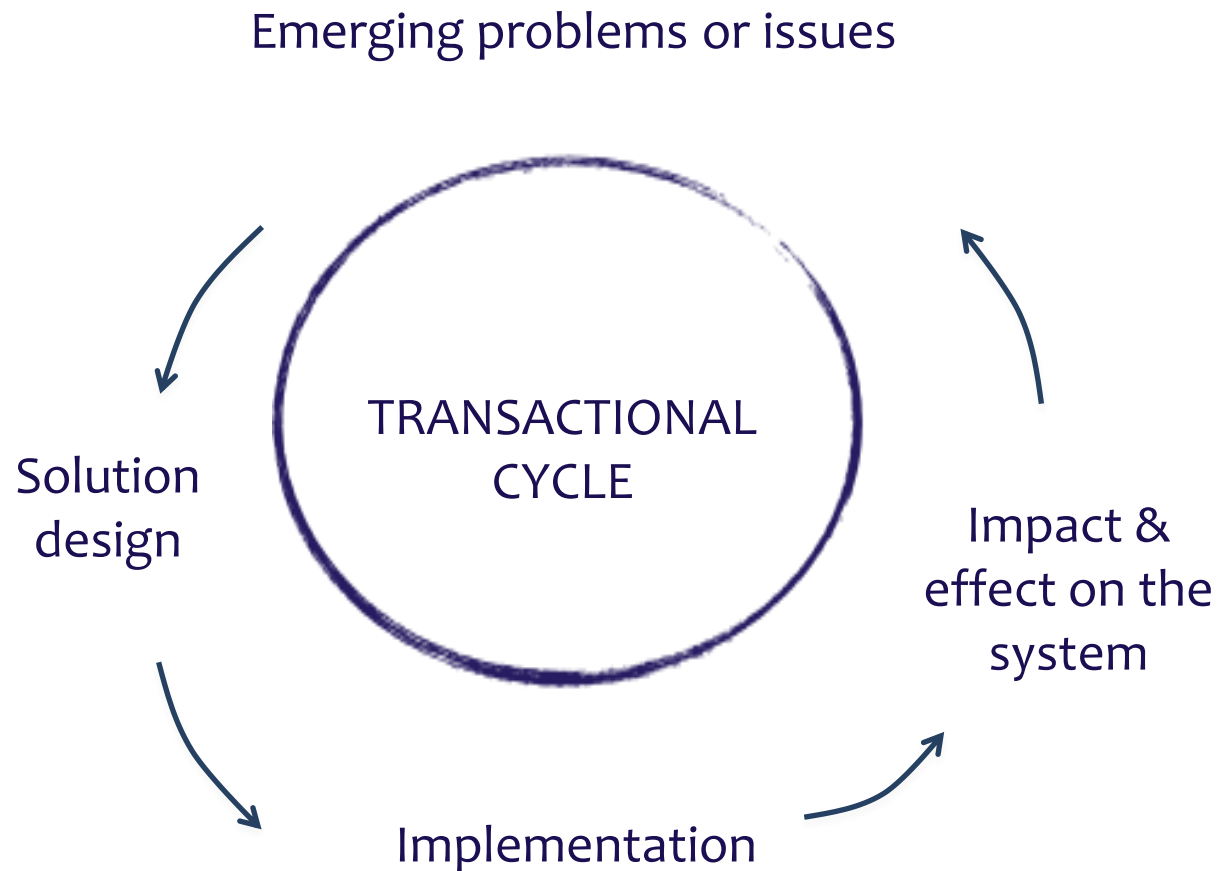 Emerging problems or issues
TRANSACTIONAL
CYCLE
Solution
design
Impact &
effect on the
system
Implementation